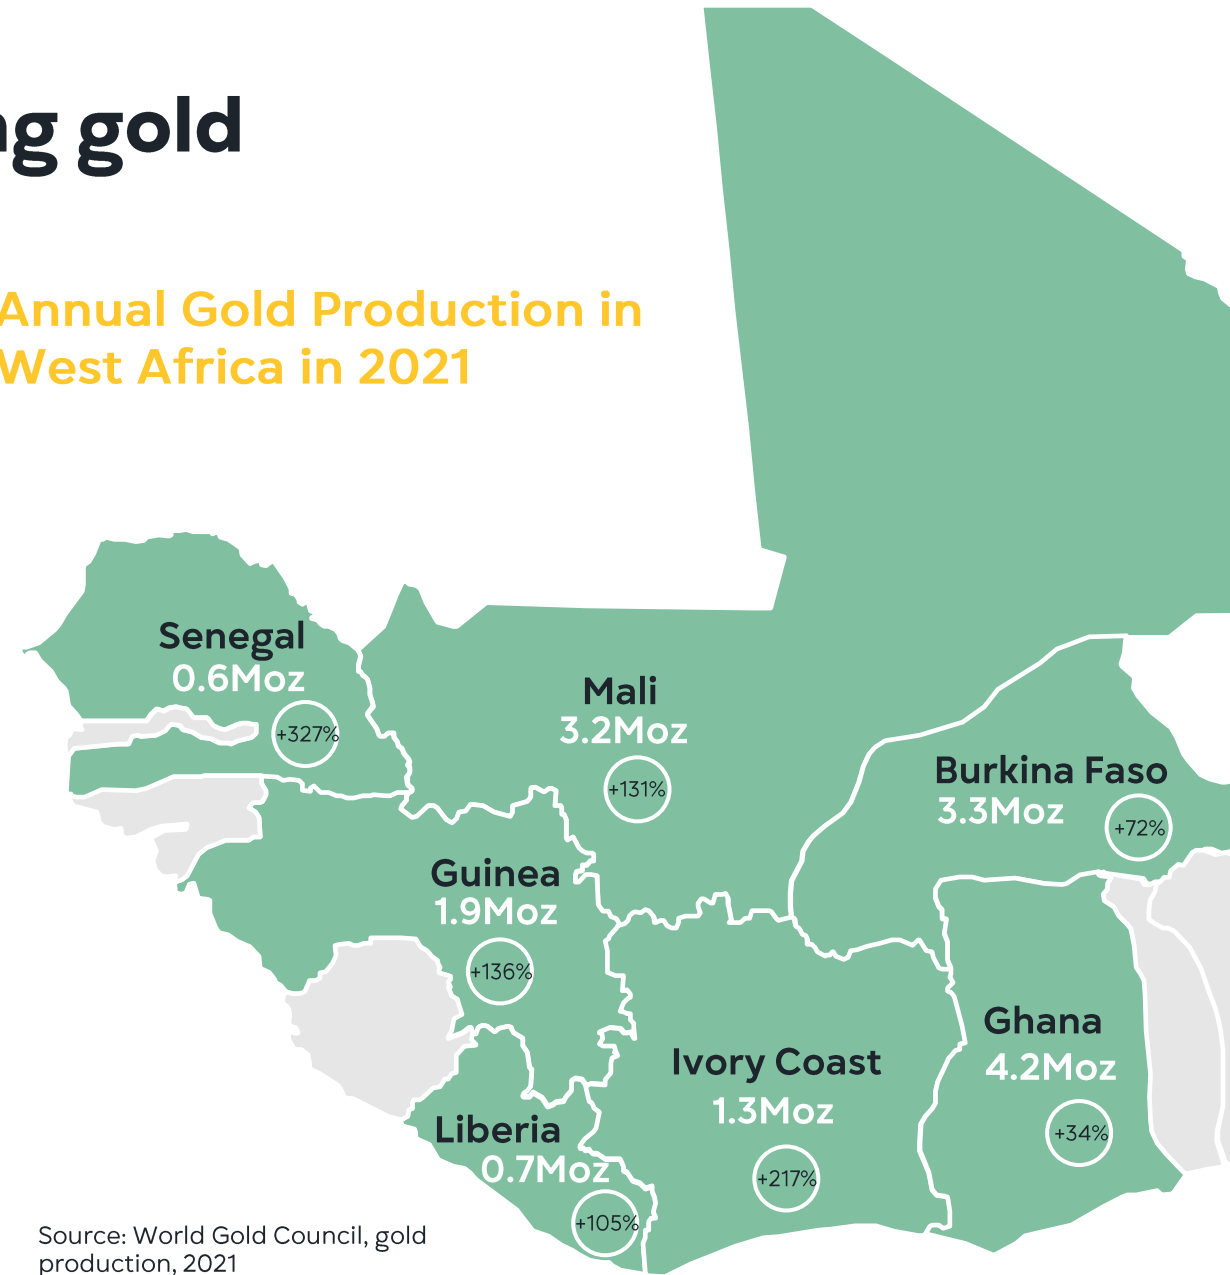 gold
Annual Gold Production in
West Africa in 2021
Senegal
0.6Moz
+327%
Mali
3.2Moz
+131%
Burkina Faso
3.3Moz
+72%
Guinea
1.9Moz
+136%
Ghana
4.2Moz
+34%
Ivory Coast
1.3Moz
+217%
Liberia
0.7Moz
+105%
Source: World Gold Council, gold
production, 2021